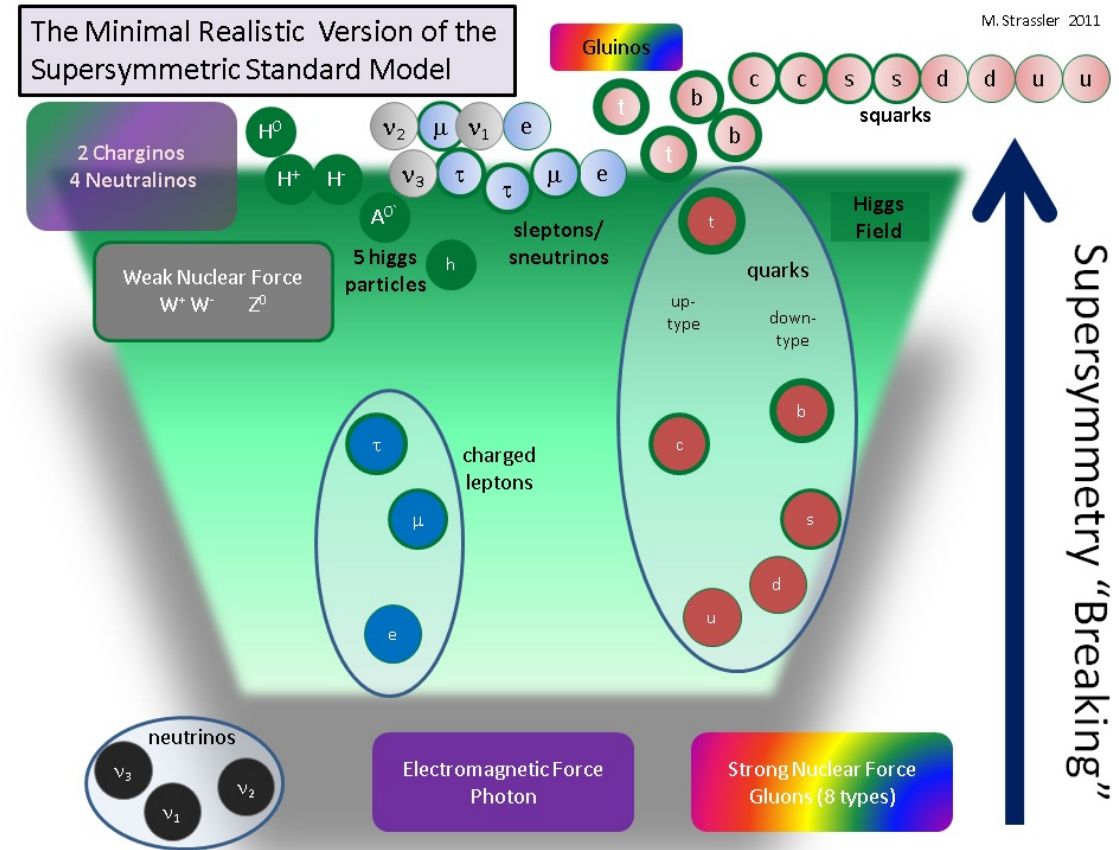 The Minimal Realistic Version of the
Supersymmetric Standard Model
M. Strassler 2011
Gluinos
t
b
c c s s d d u u
squarks
b
t
2 Charginos
4 Neutralinos
H⁰
H⁺ H⁻
A⁰`
5 higgs
particles
h
ν₂ μ ν₁ e
ν₃ τ τ μ e
sleptons/
sneutrinos
Higgs
Field
Weak Nuclear Force
W⁺ W⁻ Z⁰
t
quarks
up-
type
down-
type
b
c
s
d
u
τ
charged
leptons
μ
e
neutrinos
ν₃
ν₁
ν₂
Electromagnetic Force
Photon
Strong Nuclear Force
Gluons (8 types)
Supersymmetry “Breaking”